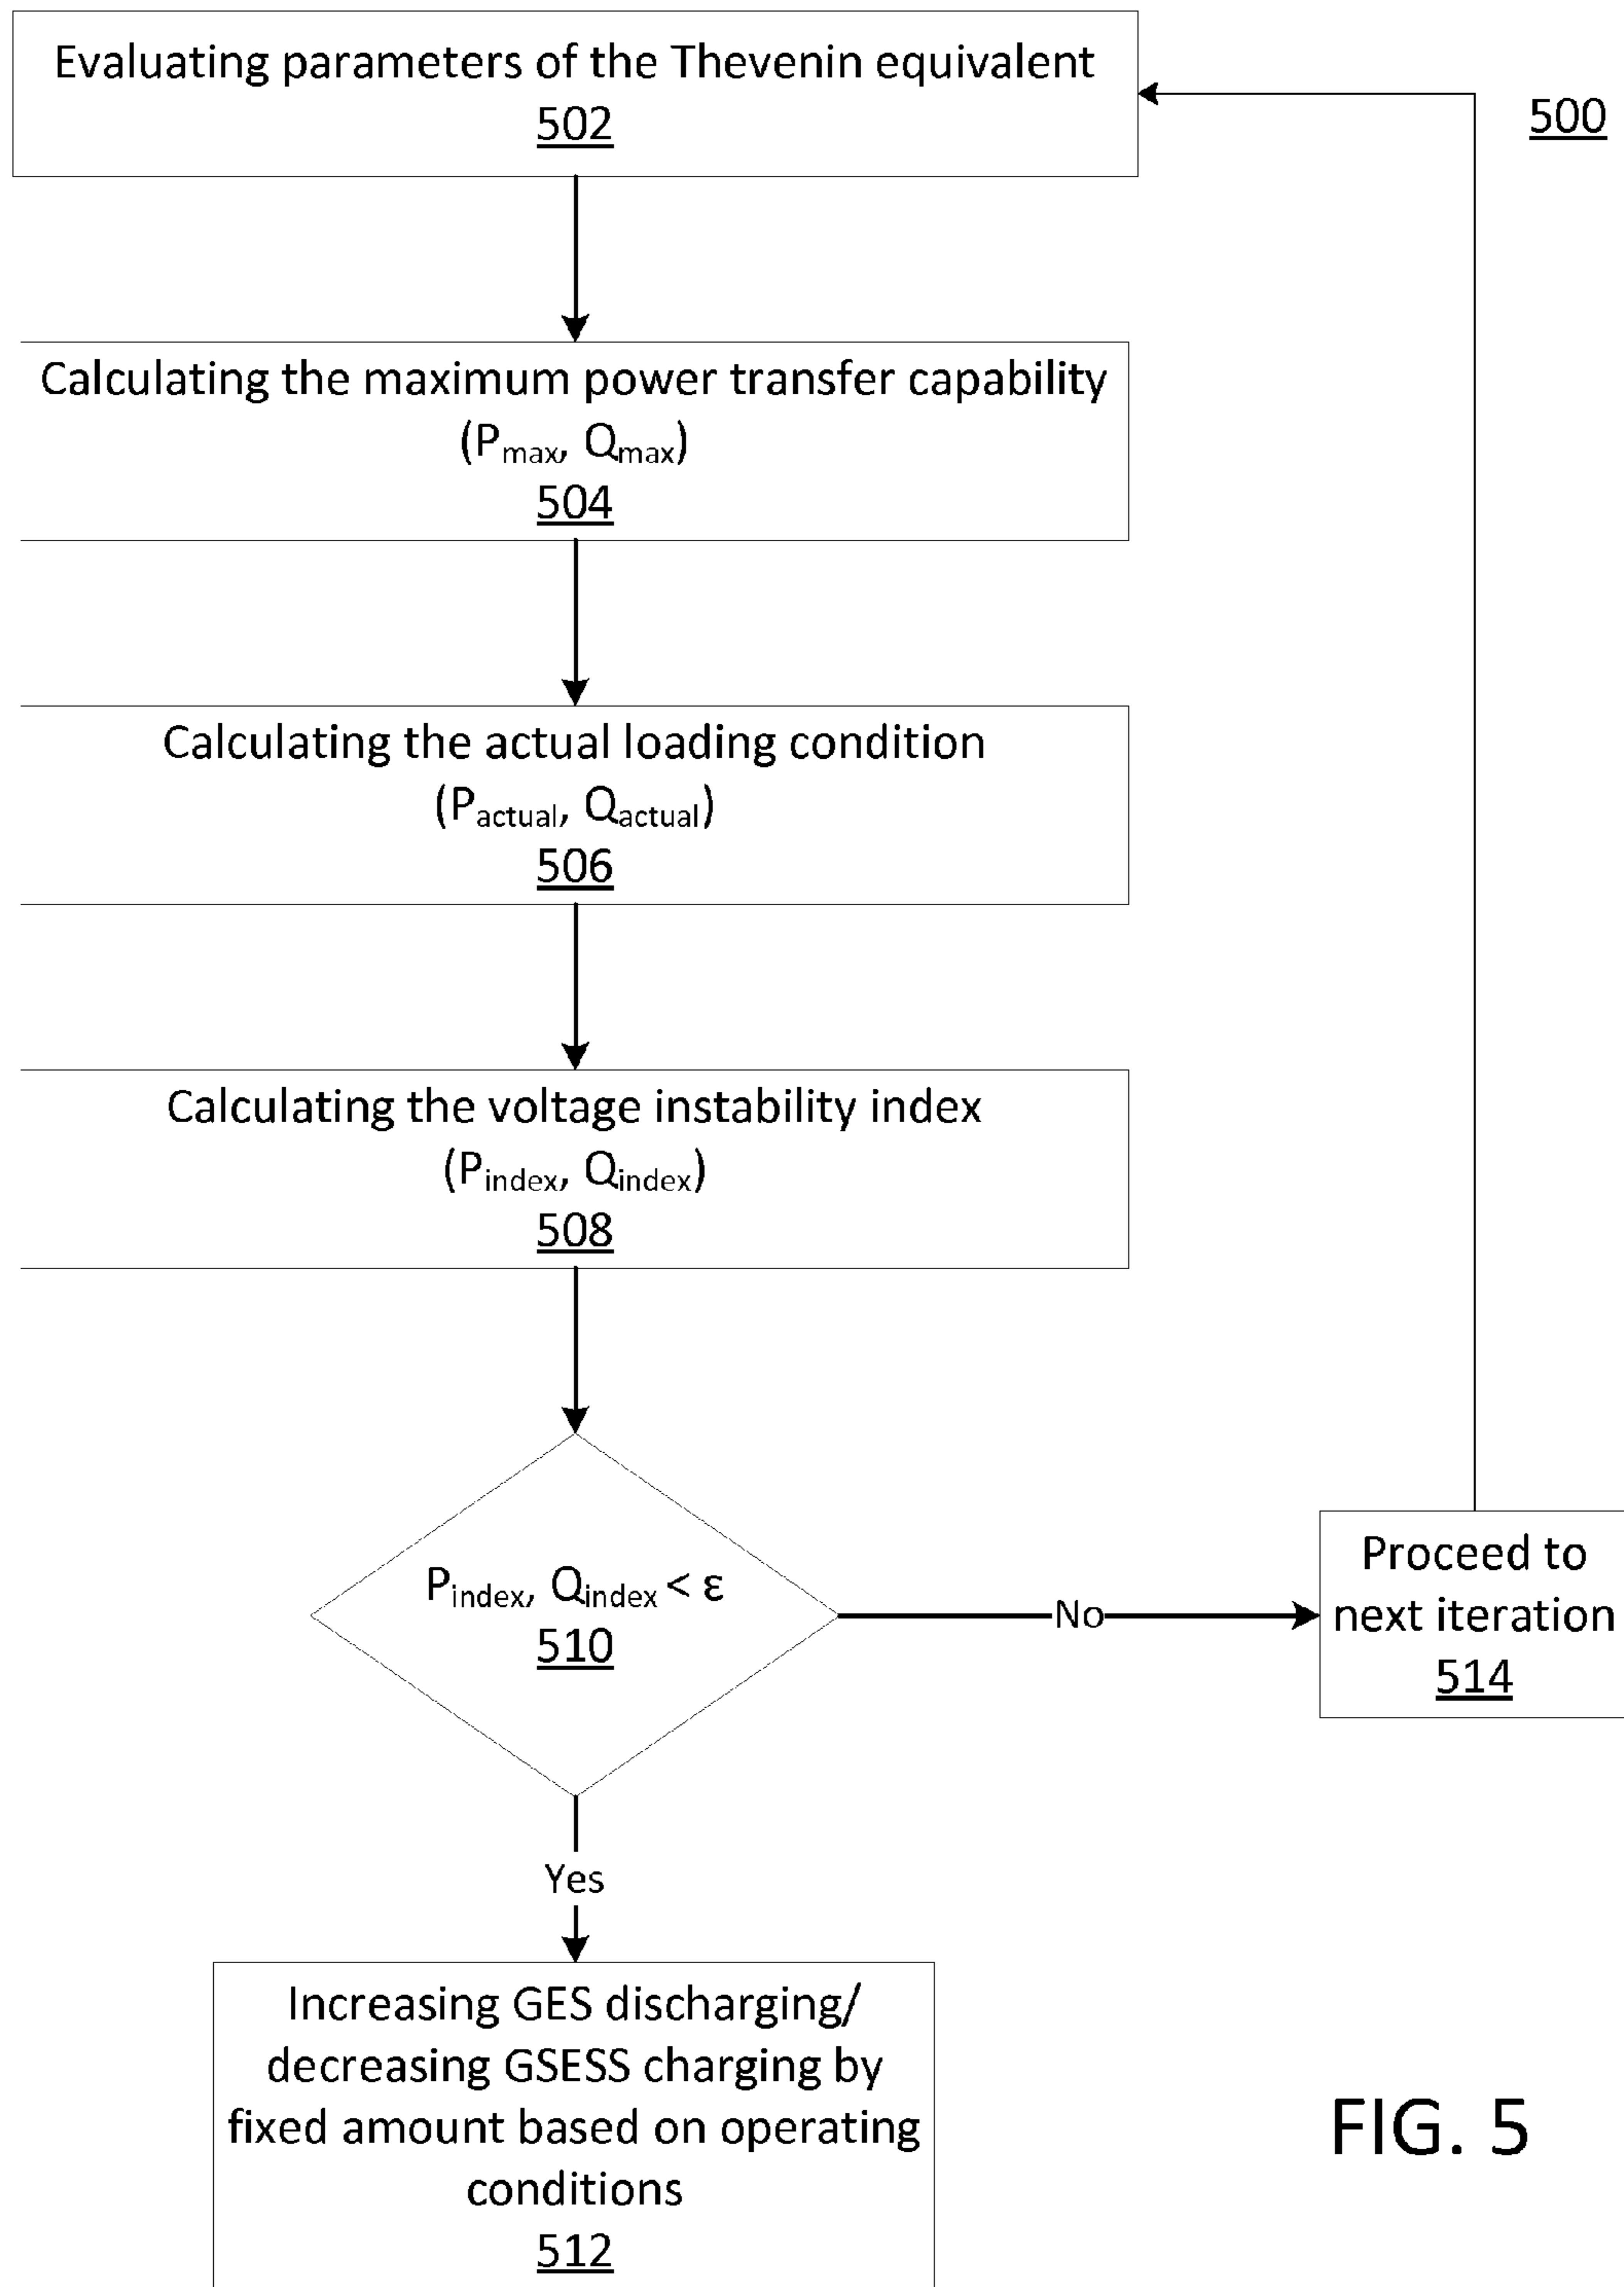 Evaluating parameters of the Thevenin equivalent
502
500
Calculating the maximum power transfer capability
(Pmax, Qmax)
504
Calculating the actual loading condition
(Pactual, Qactual)
506
Calculating the voltage instability index
(Pindex, Qindex)
508
Pindex, Qindex < ε
510
No
Proceed to
next iteration
514
Yes
Increasing GES discharging/
decreasing GSESS charging by
fixed amount based on operating
conditions
512
FIG. 5